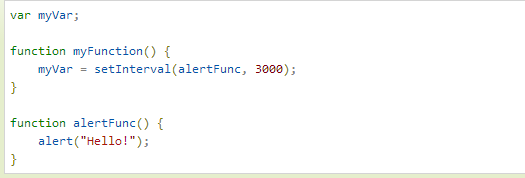 var myVar;

function myFunction() {
    myVar = setInterval(alertFunc, 3000);
}

function alertFunc() {
    alert("Hello!");
}